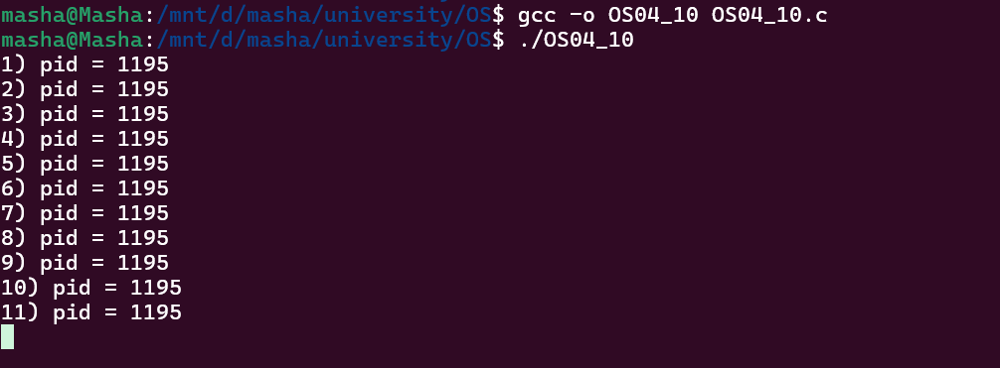 masha@Masha:/mnt/d/masha/university/OS$ gcc -o OS04_10 OS04_10.c
masha@Masha:/mnt/d/masha/university/OS$ ./OS04_10
1) pid = 1195
2) pid = 1195
3) pid = 1195
4) pid = 1195
5) pid = 1195
6) pid = 1195
7) pid = 1195
8) pid = 1195
9) pid = 1195
10) pid = 1195
11) pid = 1195